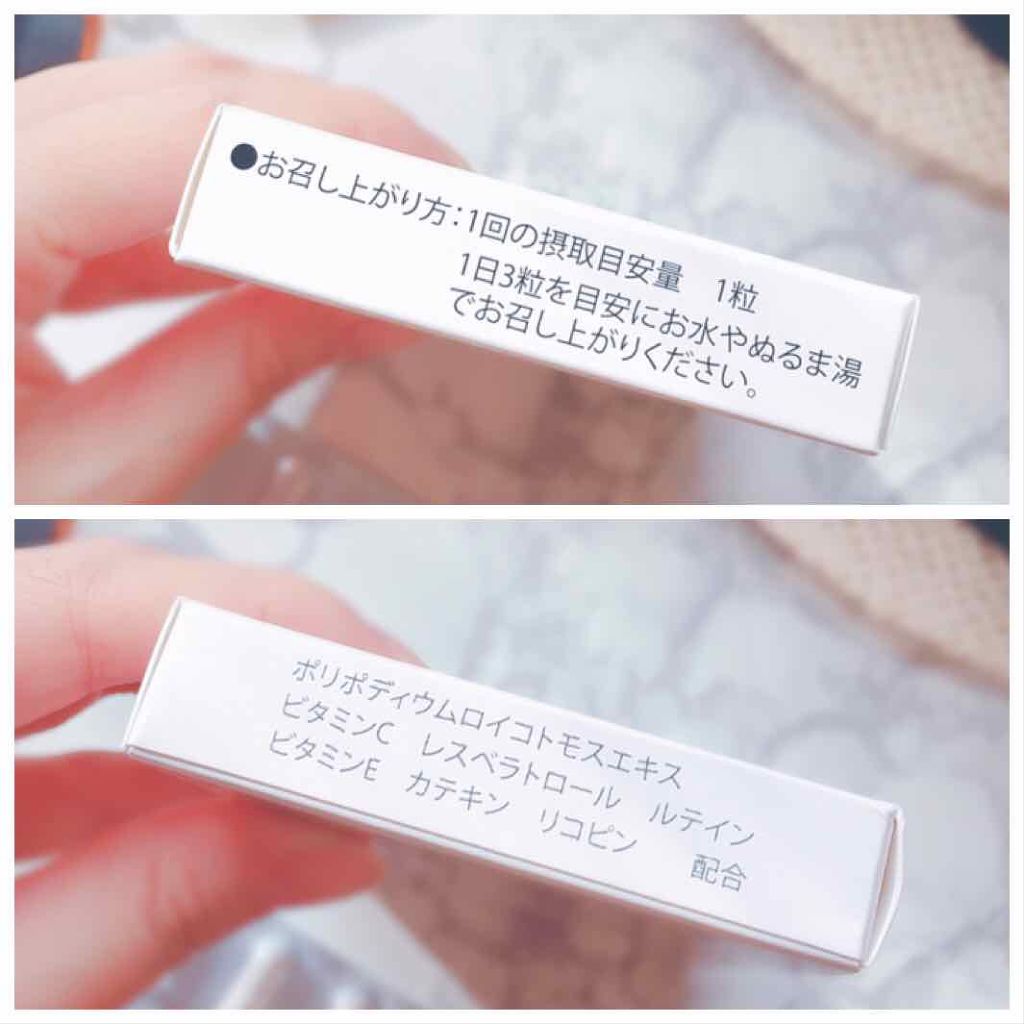 ●お召し上がり方：1回の摂取目安量　1粒
1日3粒を目安にお水やぬるま湯
でお召し上がりください。
ポリポディウムロイコトモスエキス
ビタミンC　レスベラトロール　ルテイン
ビタミンE　カテキン　リコピン　配合